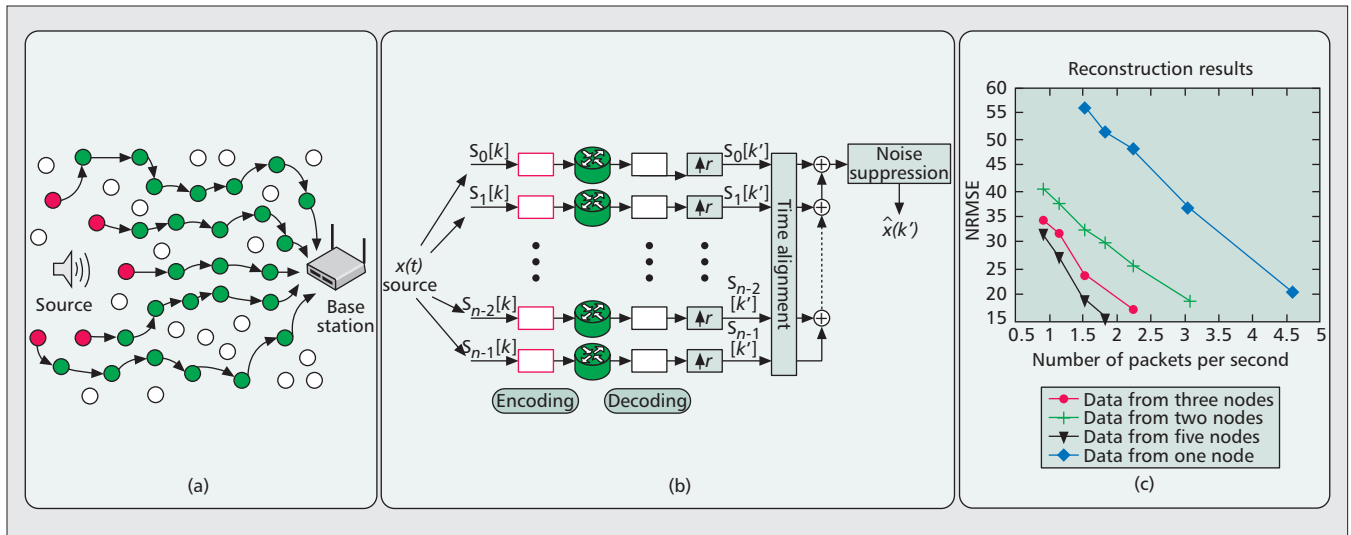 Source
Base
station
(a)
x(t)
source
S0[k]
S1[k]
Sn-2[k]
Sn-1[k]
r
r
r
r
S0[k']
S1[k']
Sn-2
[k']
Sn-1
[k']
Time alignment
Noise
suppression
x̂(k')
Encoding
Decoding
(b)
Reconstruction results
NRMSE
60
55
50
45
40
35
30
25
20
15
0.5 1 1.5 2 2.5 3 3.5 4 4.5 5
Number of packets per second
Data from three nodes
Data from two nodes
Data from five nodes
Data from one node
(c)